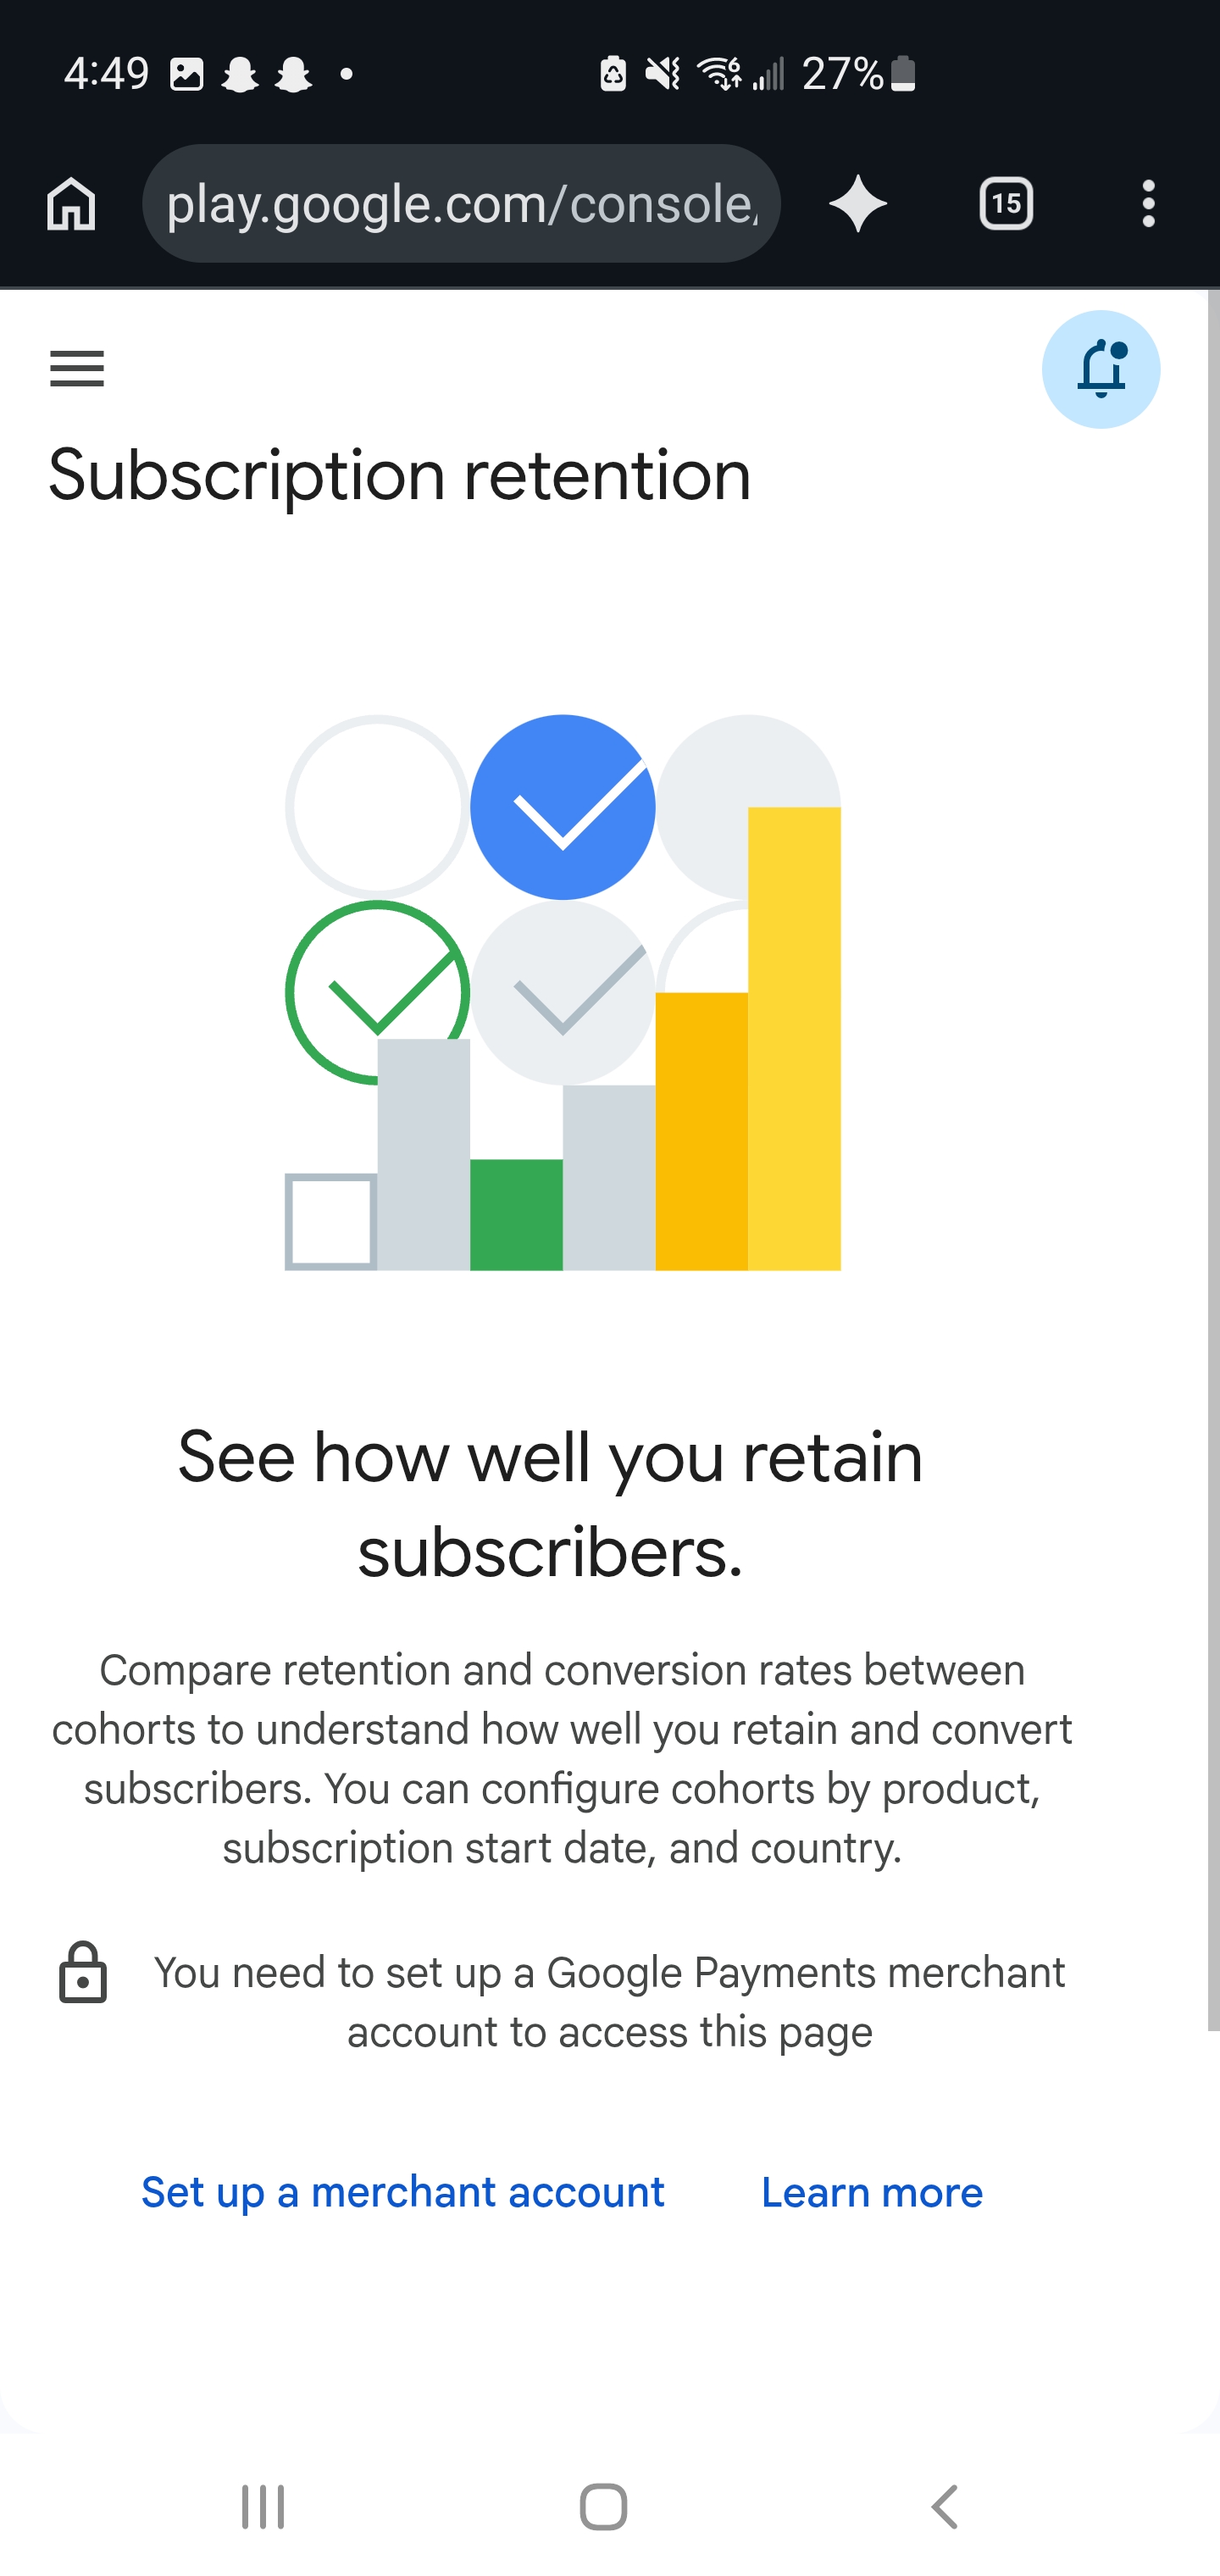 4:49
6
27%
play.google.com/console
15
Subscription retention
See how well you retain
subscribers.
Compare retention and conversion rates between
cohorts to understand how well you retain and convert
subscribers. You can configure cohorts by product,
subscription start date, and country.
You need to set up a Google Payments merchant
account to access this page
Set up a merchant account
Learn more